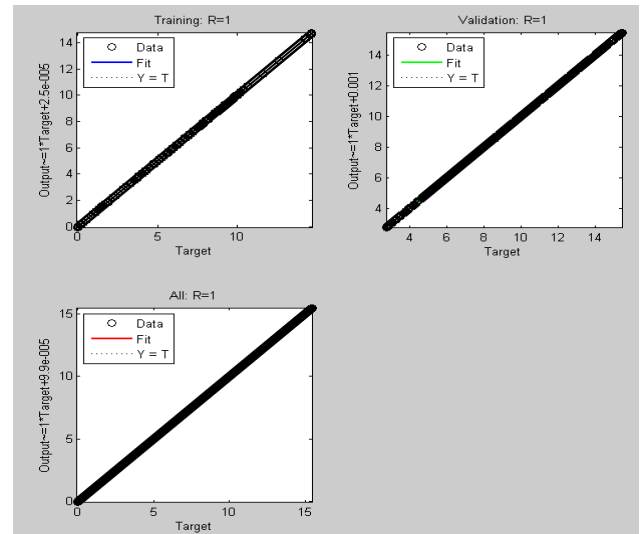 Training: R=1
Output~=1*Target+2.5e-005
14
12
10
8
6
4
2
0
Data
Fit
Y = T
0
5
10
Target
Validation: R=1
Output~=1*Target+0.001
14
12
10
8
6
4
Data
Fit
Y = T
4
6
8
10
12
14
Target
All: R=1
Output~=1*Target+9.9e-005
15
10
5
0
Data
Fit
Y = T
0
5
10
15
Target